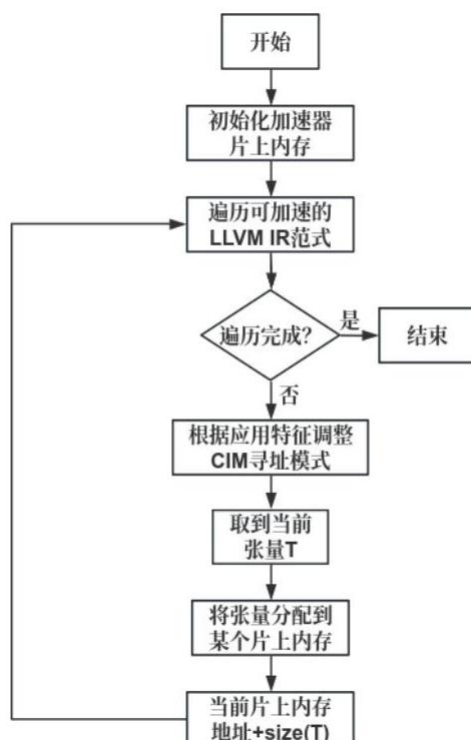 开始
初始化加速器
片上内存
遍历可加速的
LLVM IR范式
遍历完成?
是
结束
否
根据应用特征调整
CIM寻址模式
取到当前
张量T
将张量分配到
某个片上内存
当前片上内存
地址+size(T)